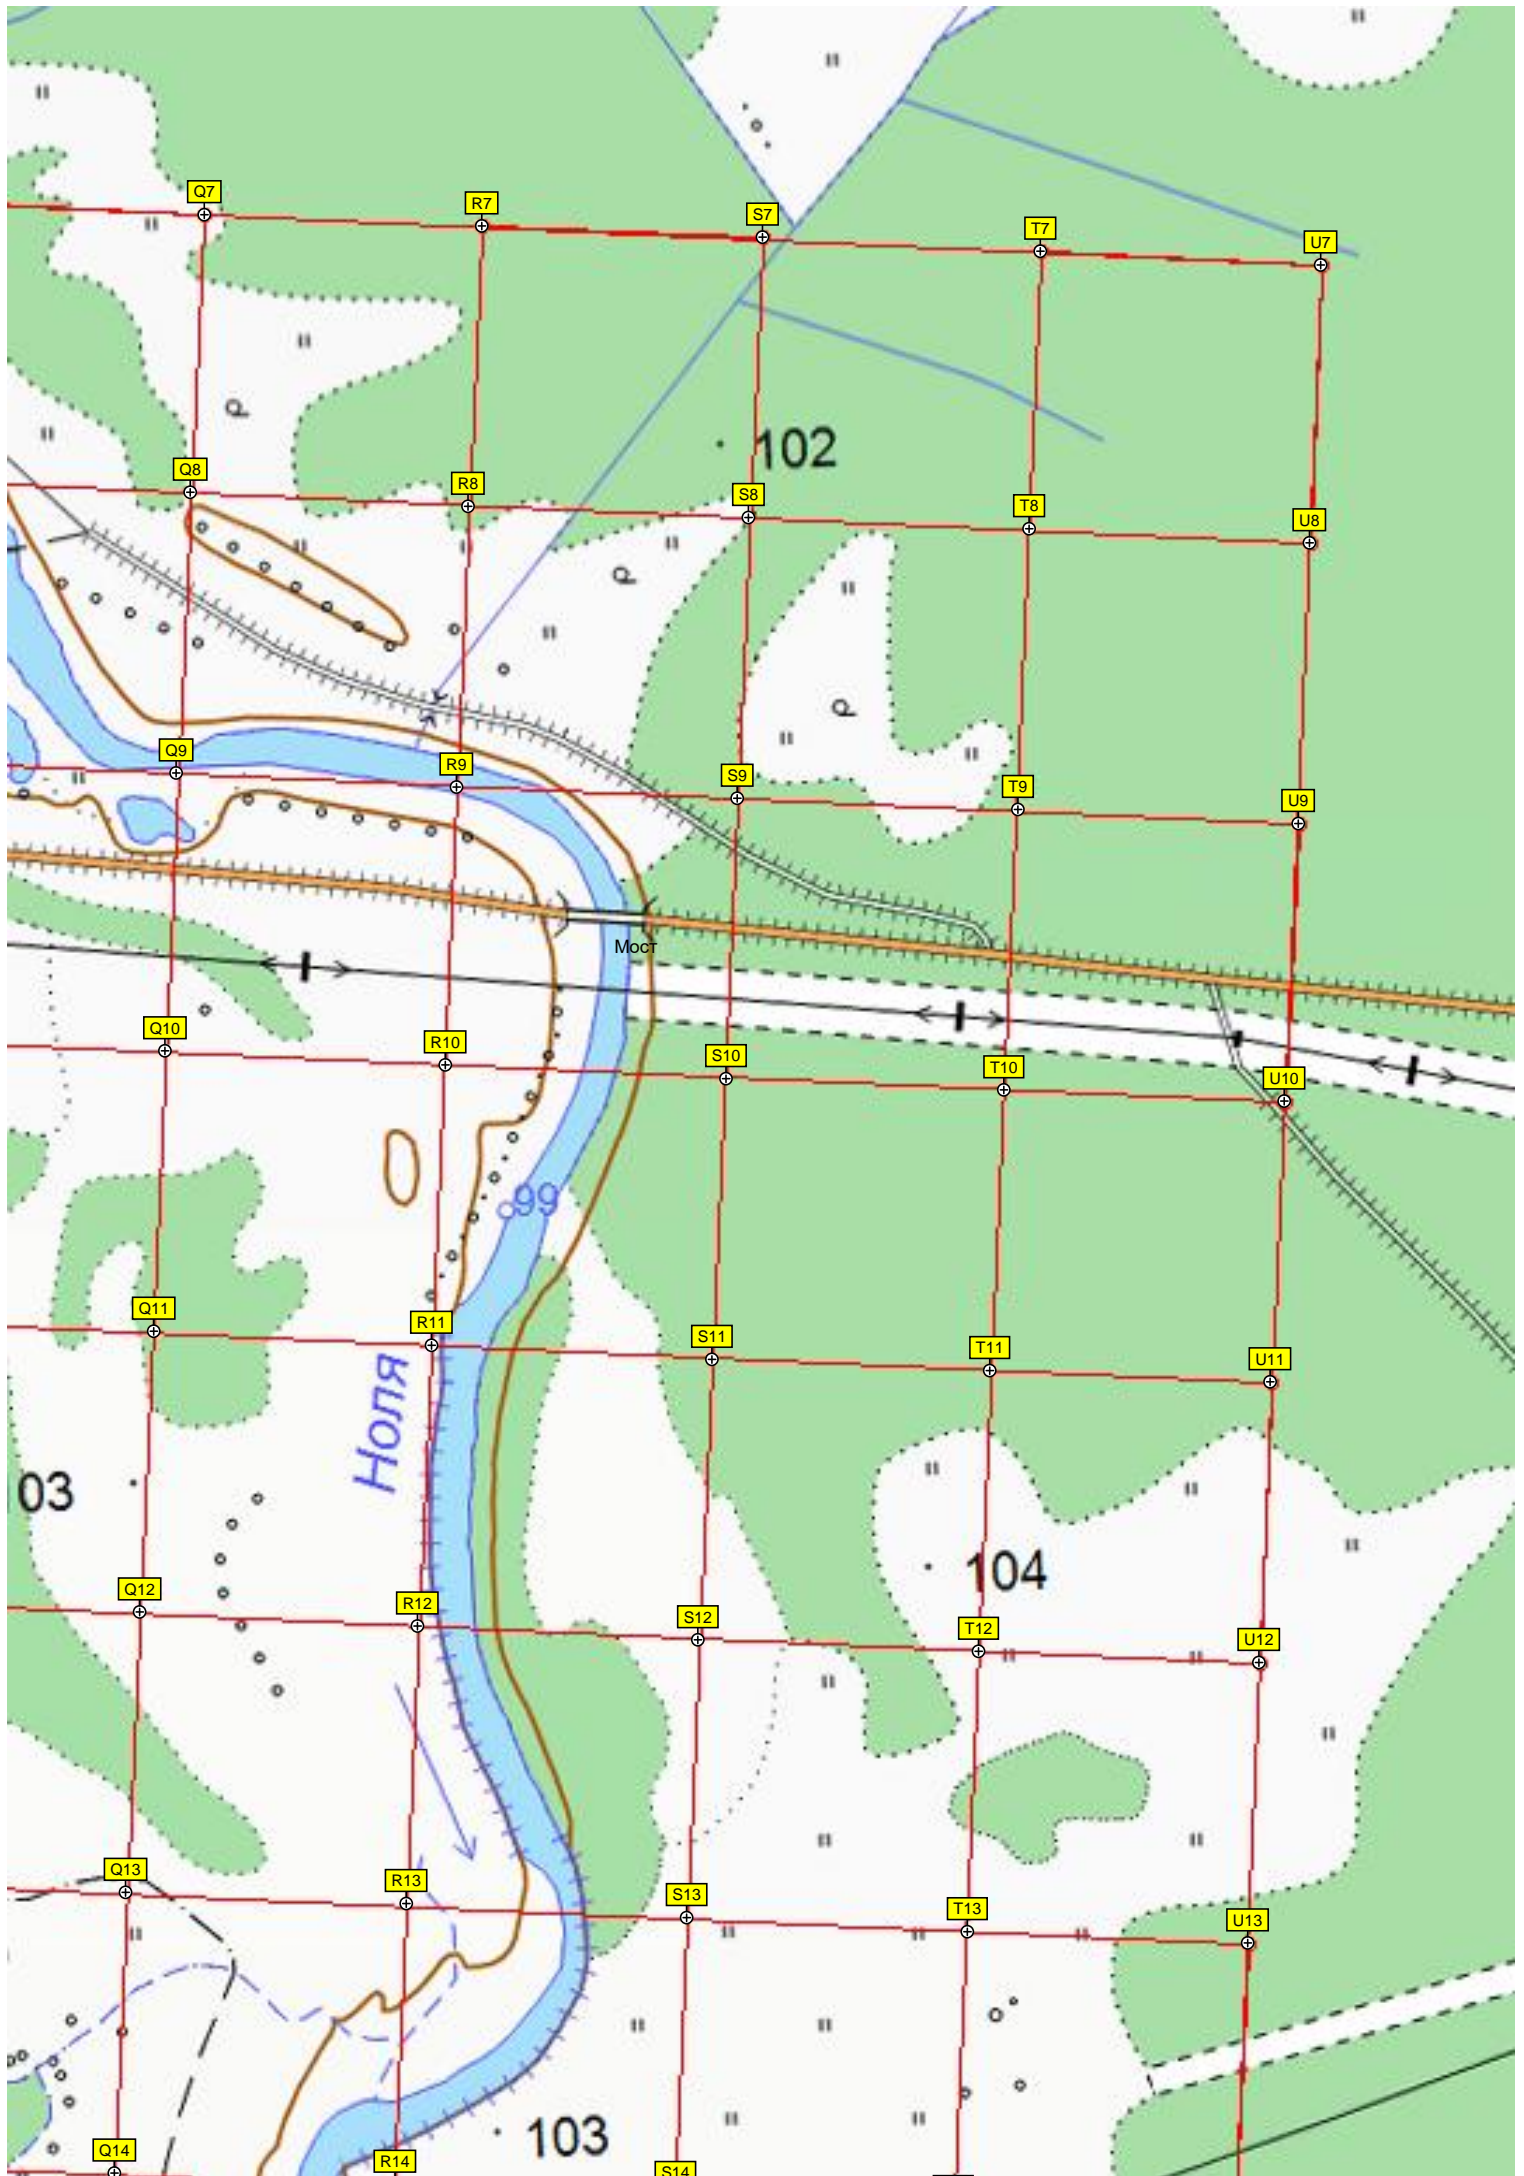 Q7
R7
S7
T7
U7
102
Q8
R8
S8
T8
U8
Q9
R9
S9
T9
U9
Мост
Q10
R10
S10
T10
U10
99
Q11
R11
S11
T11
U11
Ноля
03
104
Q12
R12
S12
T12
U12
Q13
R13
S13
T13
U13
103
Q14
R14
S14